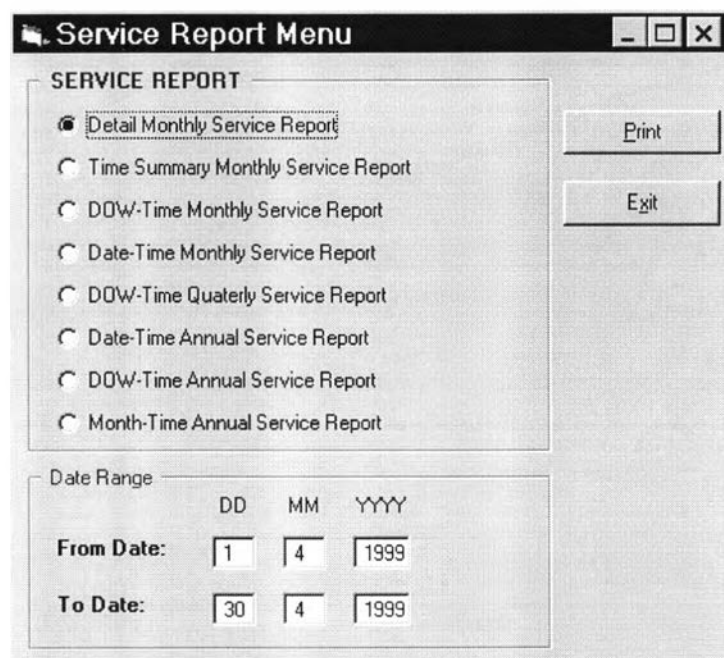 Service Report Menu
SERVICE REPORT
Detail Monthly Service Report
Time Summary Monthly Service Report
DOW-Time Monthly Service Report
Date-Time Monthly Service Report
DOW-Time Quaterly Service Report
Date-Time Annual Service Report
DOW-Time Annual Service Report
Month-Time Annual Service Report
Print
Exit
Date Range
DD MM YYYY
From Date: 1 4 1999
To Date: 30 4 1999